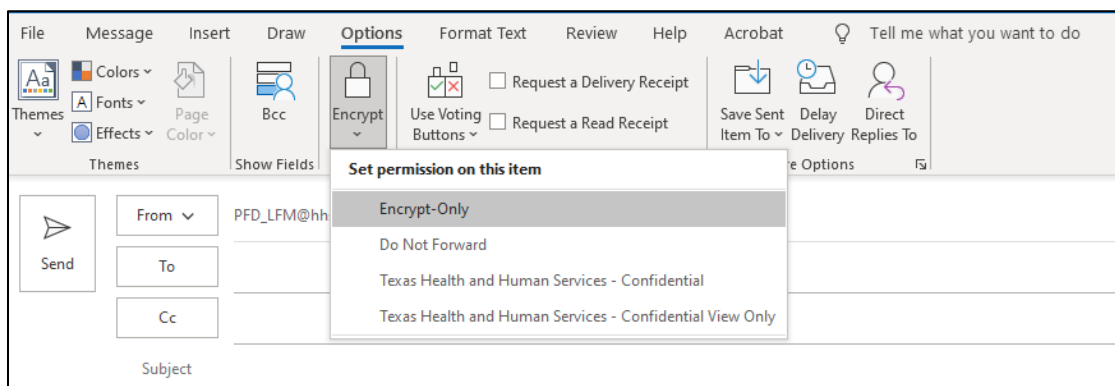 File Message Insert Draw Options Format Text Review Help Acrobat Tell me what you want to do
Aa Colors
A Fonts
Effects
Themes
Page
Color
Bcc
Encrypt
Use Voting
Buttons
Request a Delivery Receipt
Request a Read Receipt
Save Sent
Item To
Delay
Delivery
Direct
Replies To
Themes Show Fields e Options
Set permission on this item
Encrypt-Only
Do Not Forward
Texas Health and Human Services - Confidential
Texas Health and Human Services - Confidential View Only
Send
From PFD_LFM@hh
To
Cc
Subject